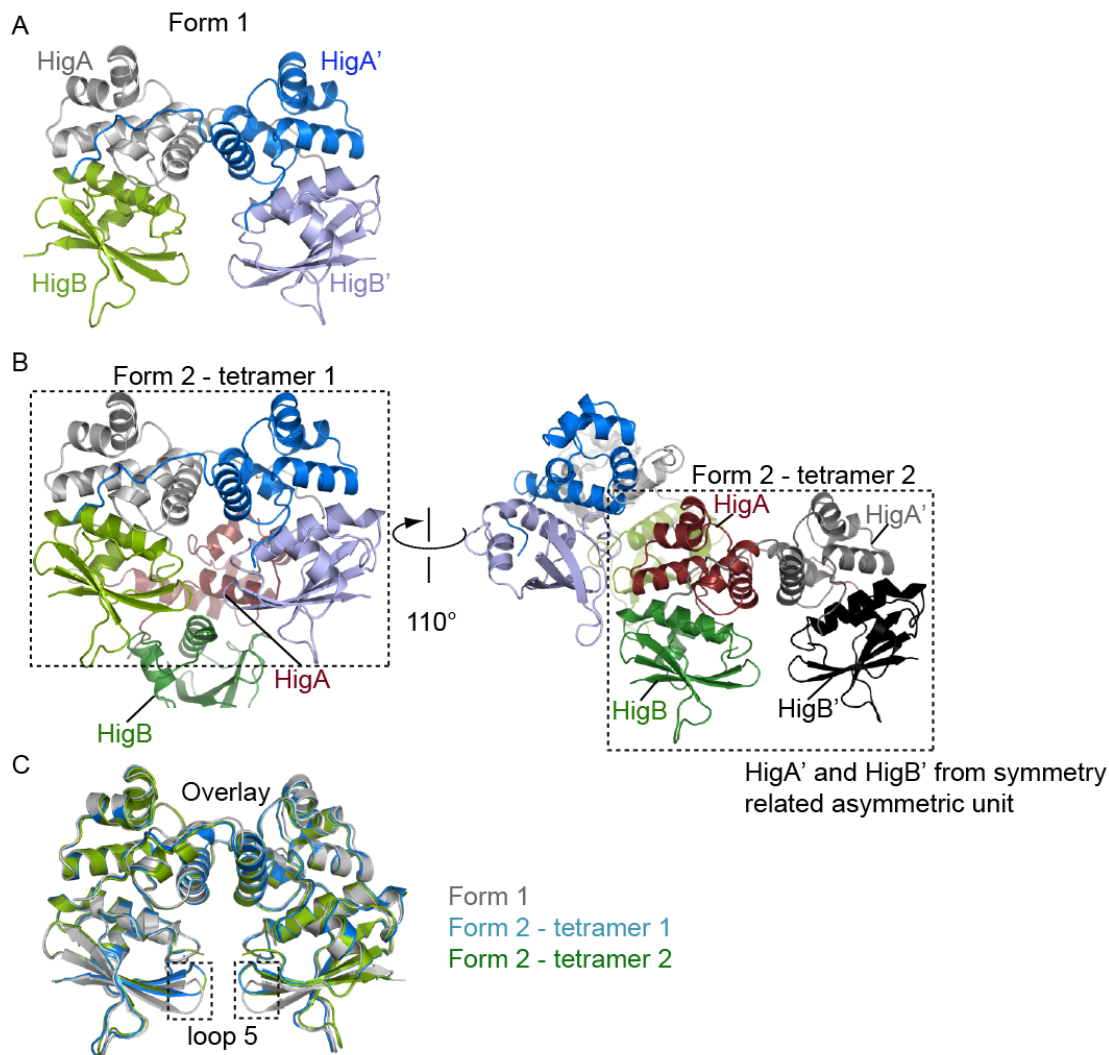 A
Form 1
HigA
HigA’
HigB
HigB’
B
Form 2 - tetramer 1
Form 2 - tetramer 2
HigA
HigA’
110°
HigA
HigB
HigB
HigB’
HigA’ and HigB’ from symmetry
related asymmetric unit
C
Overlay
Form 1
Form 2 - tetramer 1
Form 2 - tetramer 2
loop 5